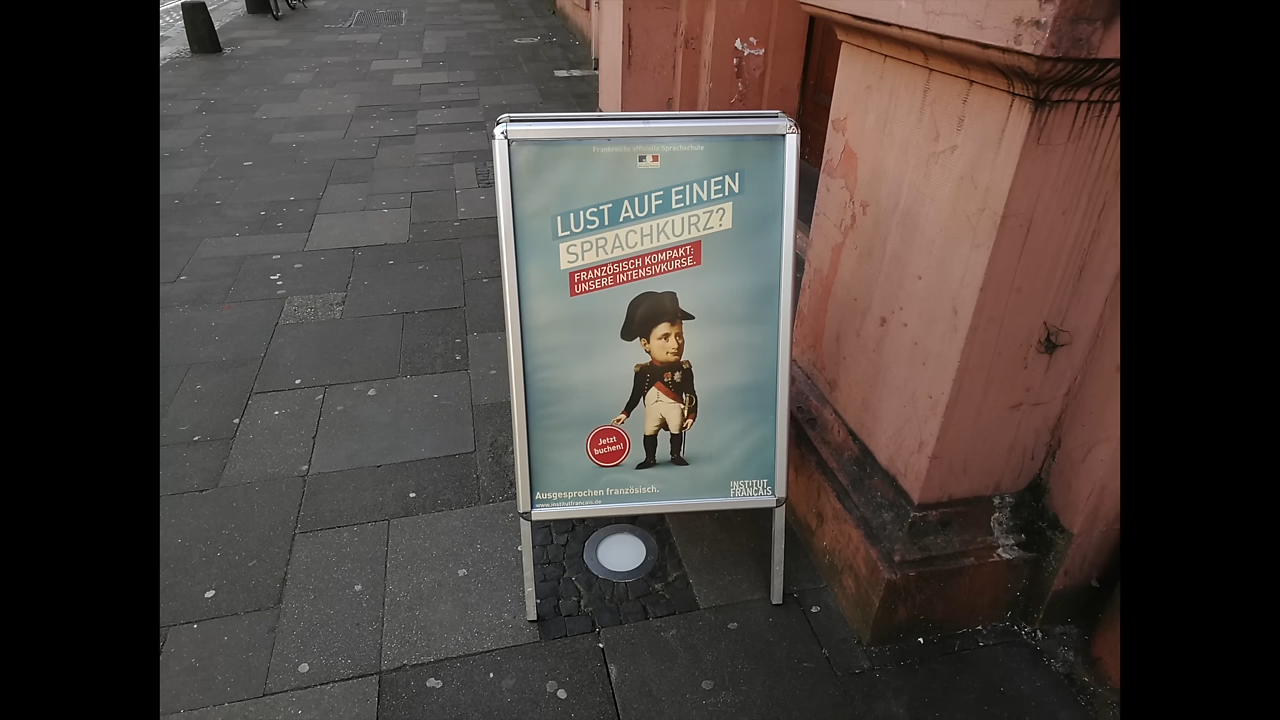 Frankreichs offizielle Sprachschule
LUST AUF EINEN
SPRACHKURZ?
FRANZÖSISCH KOMPAKT:
UNSERE INTENSIVKURSE.
Jetzt
buchen!
Ausgesprochen französisch.
www.institutfrancais.de
INSTITUT
FRANÇAIS